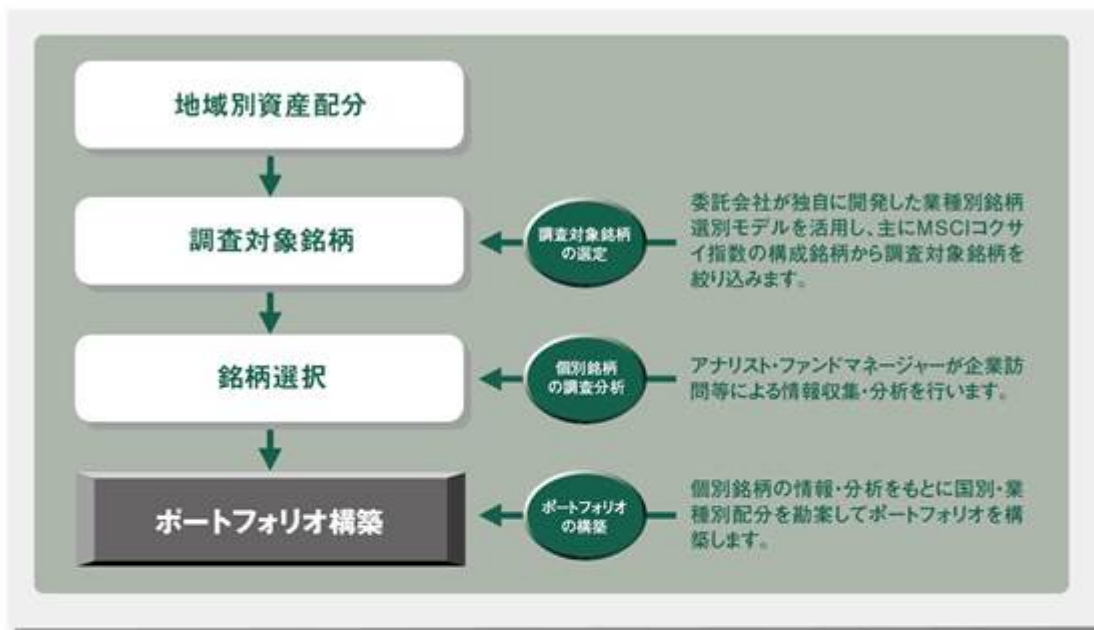 地域別資産配分
調査対象銘柄
調査対象銘柄
の選定
委託会社が独自に開発した業種別銘柄
選別モデルを活用し、主にMSCIコクサ
イ指数の構成銘柄から調査対象銘柄を
絞り込みます。
銘柄選択
個別銘柄
の調査分析
アナリスト・ファンドマネージャーが企業訪
問等による情報収集・分析を行います。
ポートフォリオ構築
ポートフォリオ
の構築
個別銘柄の情報・分析をもとに国別・業
種別配分を勘案してポートフォリオを構
築します。